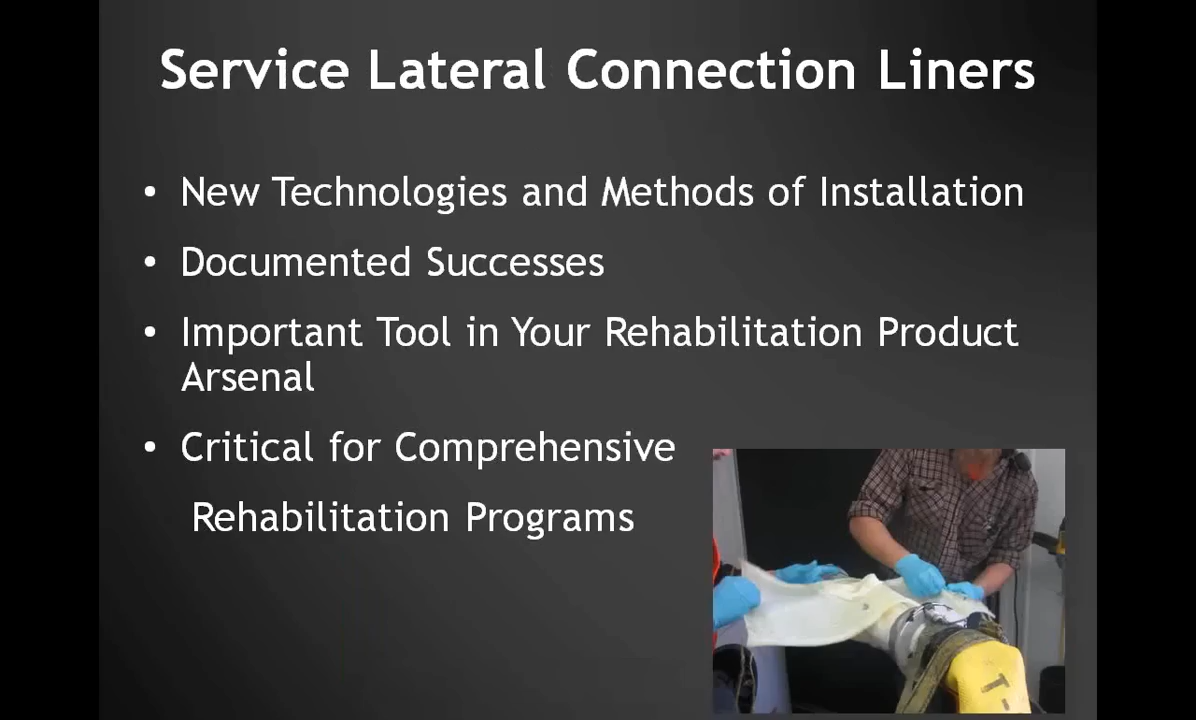 Service Lateral Connection Liners
• New Technologies and Methods of Installation
• Documented Successes
• Important Tool in Your Rehabilitation Product
Arsenal
• Critical for Comprehensive
Rehabilitation Programs
T-